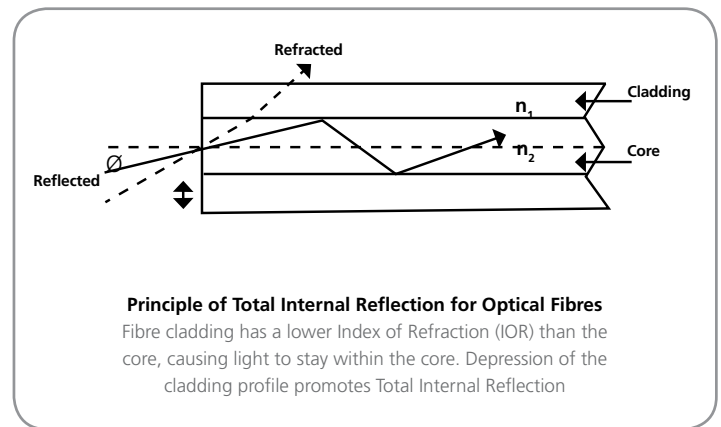 Refracted
Cladding
n1
Ø
n2
Core
Reflected
Principle of Total Internal Reflection for Optical Fibres
Fibre cladding has a lower Index of Refraction (IOR) than the
core, causing light to stay within the core. Depression of the
cladding profile promotes Total Internal Reflection